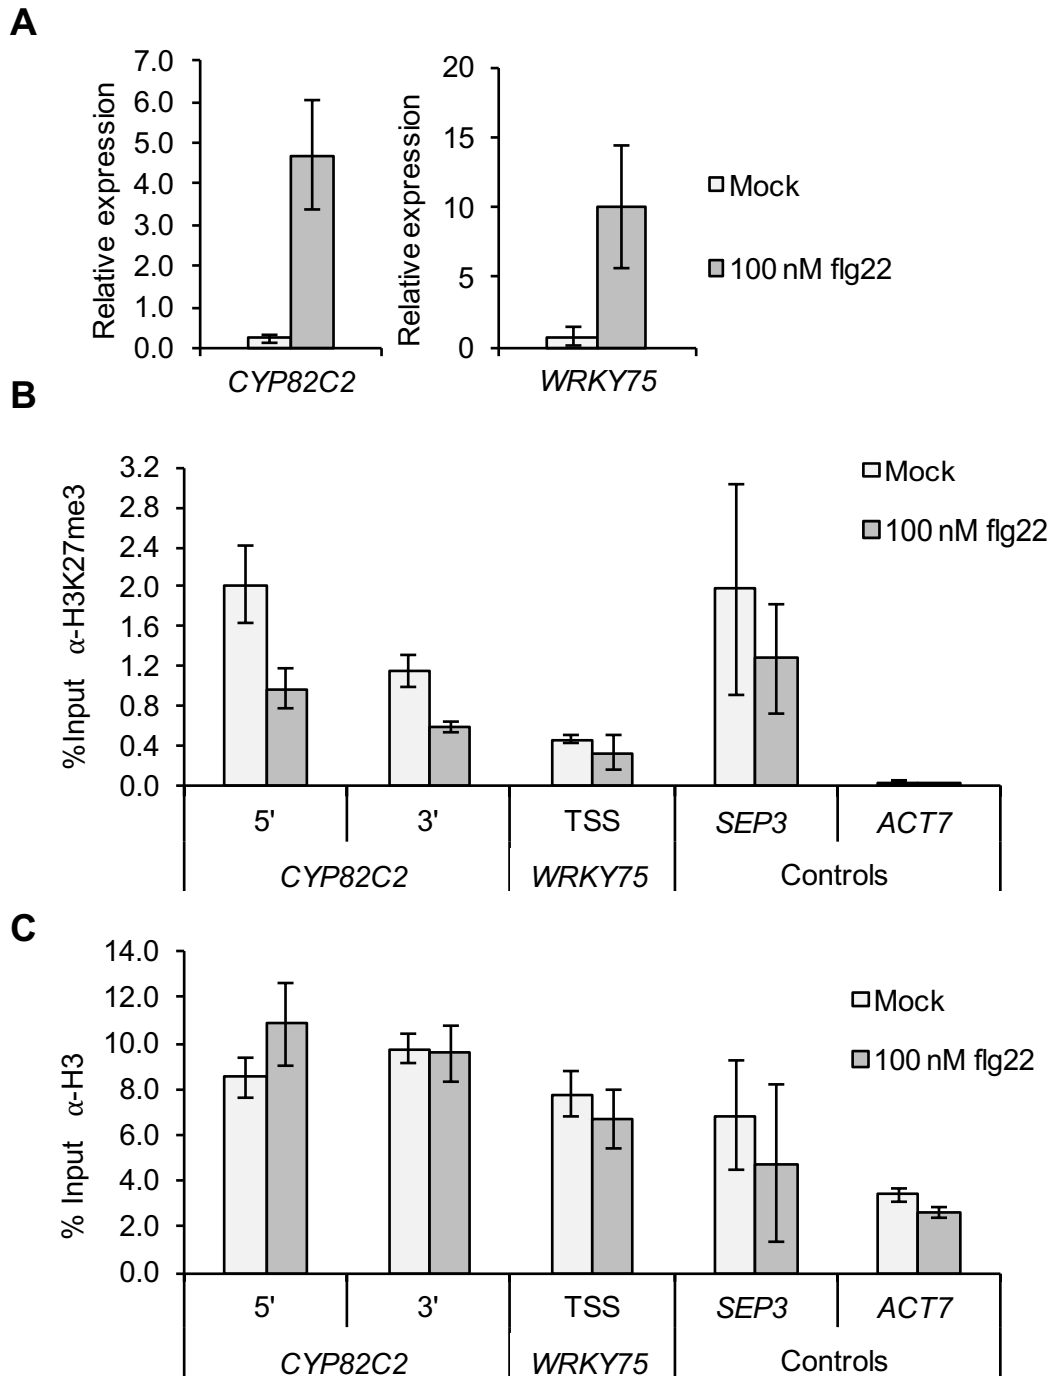 A
Relative expression
7.0
6.0
5.0
4.0
3.0
2.0
1.0
0.0
CYP82C2
Relative expression
20
15
10
5
0
WRKY75
Mock
100 nM flg22
B
%Input α-H3K27me3
3.2
2.8
2.4
2.0
1.6
1.2
0.8
0.4
0.0
Mock
100 nM flg22
5' 3' TSS SEP3 ACT7
CYP82C2 WRKY75 Controls
C
% Input α-H3
14.0
12.0
10.0
8.0
6.0
4.0
2.0
0.0
Mock
100 nM flg22
5' 3' TSS SEP3 ACT7
CYP82C2 WRKY75 Controls